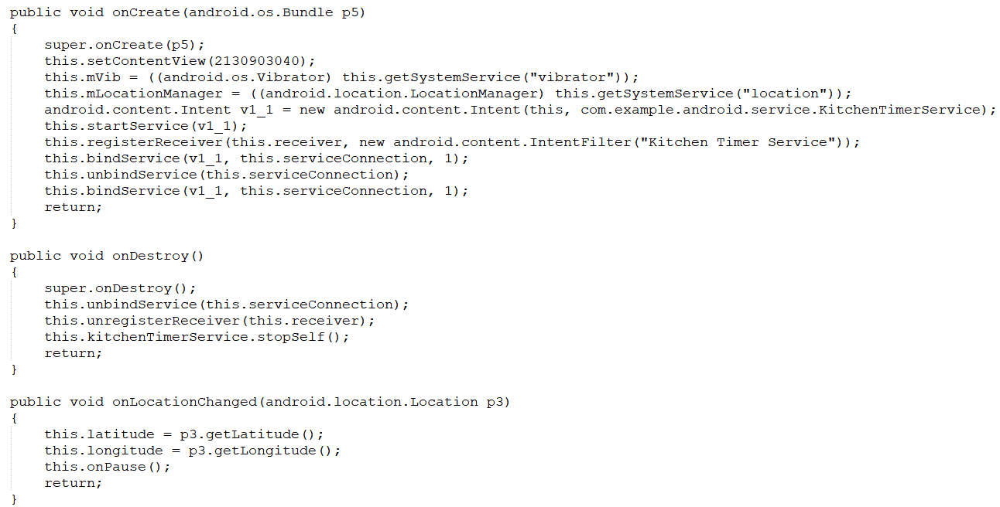 public void onCreate(android.os.Bundle p5)
{
    super.onCreate(p5);
    this.setContentView(2130903040);
    this.mVib = ((android.os.Vibrator) this.getSystemService("vibrator"));
    this.mLocationManager = ((android.location.LocationManager) this.getSystemService("location"));
    android.content.Intent v1_1 = new android.content.Intent(this, com.example.android.service.KitchenTimerService);
    this.startService(v1_1);
    this.registerReceiver(this.receiver, new android.content.IntentFilter("Kitchen Timer Service"));
    this.bindService(v1_1, this.serviceConnection, 1);
    this.unbindService(this.serviceConnection);
    this.bindService(v1_1, this.serviceConnection, 1);
    return;
}

public void onDestroy()
{
    super.onDestroy();
    this.unbindService(this.serviceConnection);
    this.unregisterReceiver(this.receiver);
    this.kitchenTimerService.stopSelf();
    return;
}

public void onLocationChanged(android.location.Location p3)
{
    this.latitude = p3.getLatitude();
    this.longitude = p3.getLongitude();
    this.onPause();
    return;
}